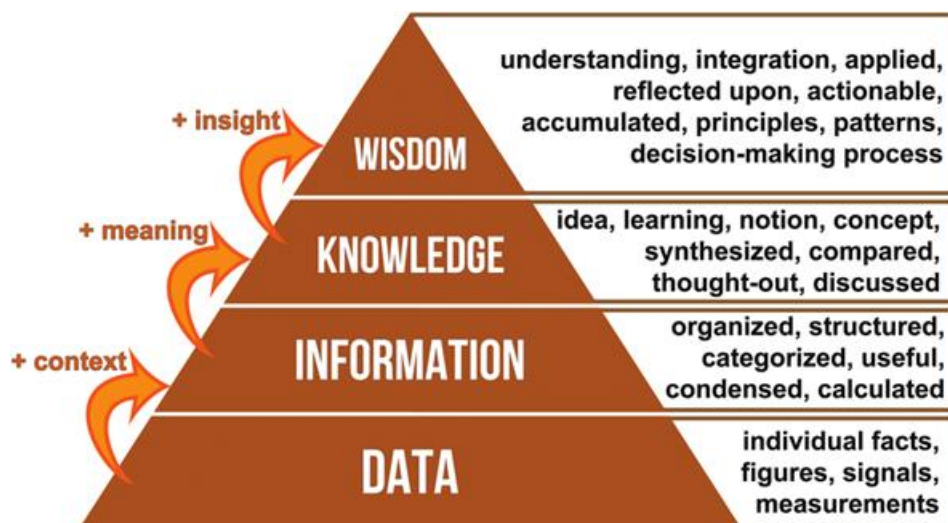 understanding, integration, applied,
reflected upon, actionable,
accumulated, principles, patterns,
decision-making process
+ insight
WISDOM
idea, learning, notion, concept,
synthesized, compared,
thought-out, discussed
+ meaning
KNOWLEDGE
organized, structured,
categorized, useful,
condensed, calculated
+ context
INFORMATION
individual facts,
figures, signals,
measurements
DATA